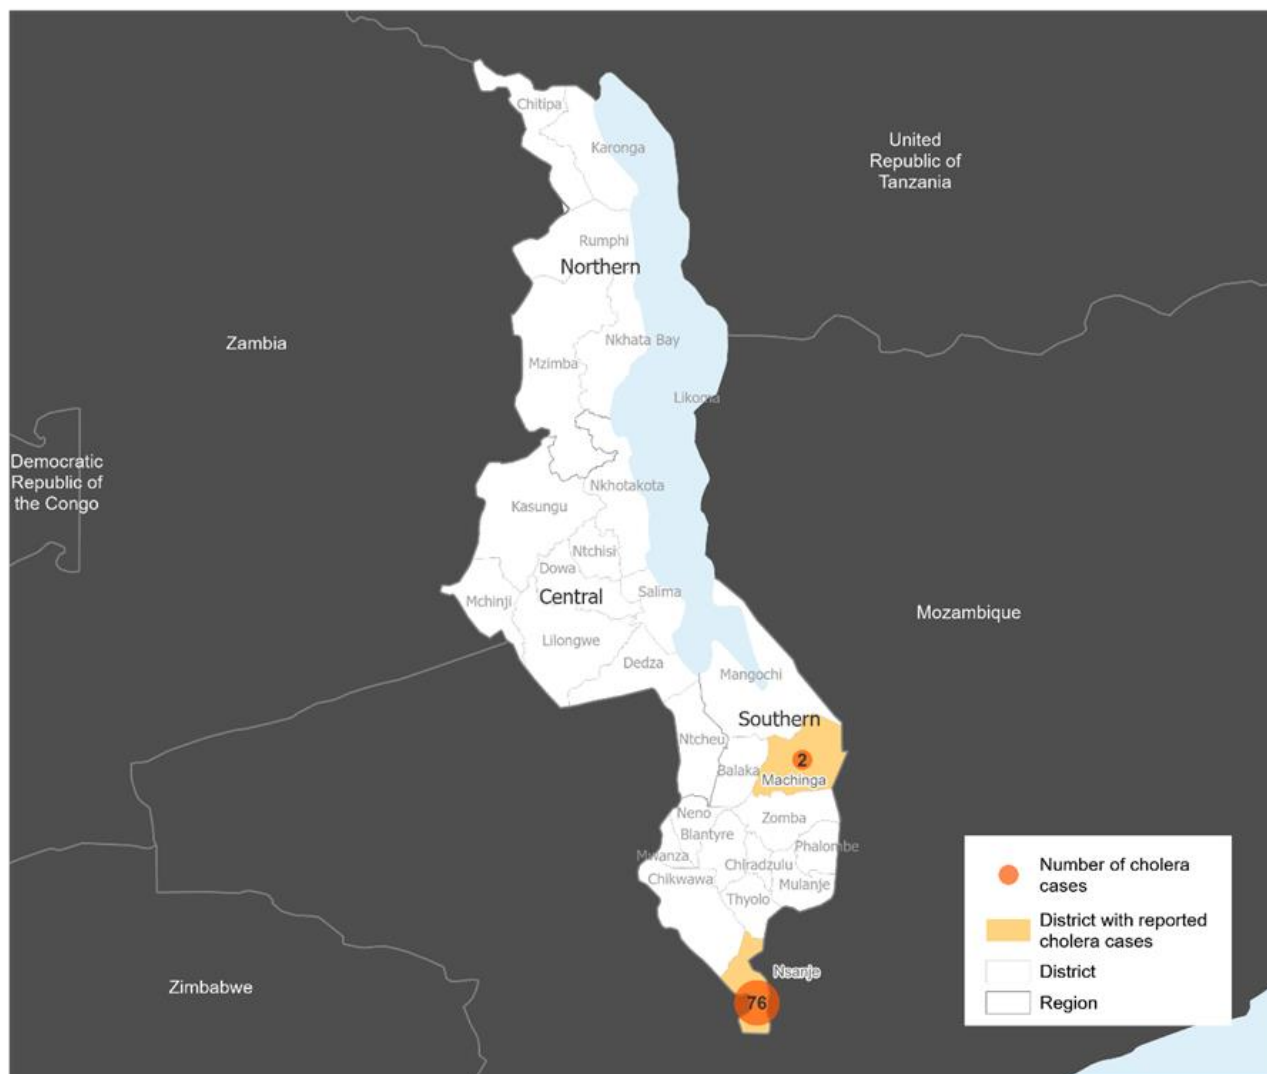 Chitipa
Karonga
United
Republic of
Tanzania
Rumphi
Northern
Zambia
Nkhata Bay
Mzimba
Likoma
Democratic
Republic of
the Congo
Nkhotakota
Kasungu
Ntchisi
Dowa
Mchinji
Central
Salima
Mozambique
Lilongwe
Dedza
Mangochi
Southern
Ntcheu
Balaka
2
Machinga
Neno
Zomba
Blantyre
Phalombe
Mwanza
Chiradzulu
Chikwawa
Mulanje
Thyolo
Nsanje
76
Zimbabwe
Number of cholera
cases
District with reported
cholera cases
District
Region